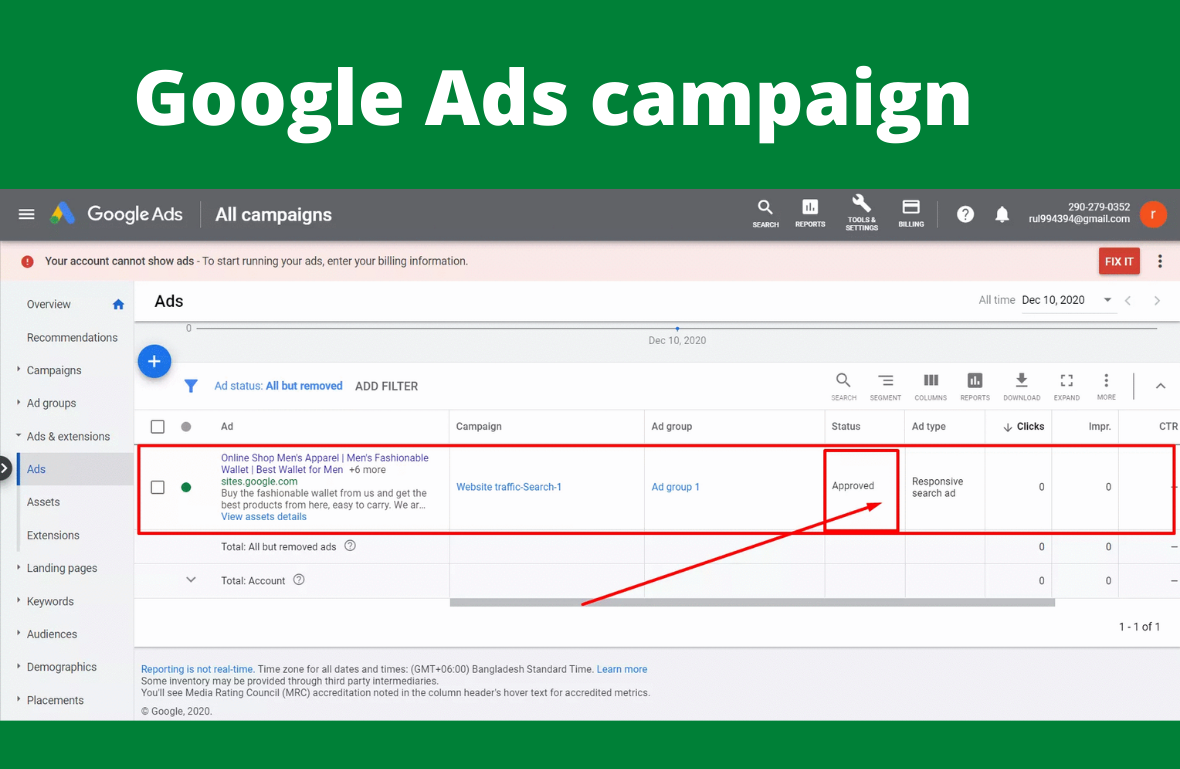 Google Ads campaign
Google Ads
All campaigns
SEARCH
REPORTS
TOOLS &
SETTINGS
BILLING
290-279-0352
rul994394@gmail.com
r
Your account cannot show ads - To start running your ads, enter your billing information.
FIX IT
Overview
Recommendations
Campaigns
Ad groups
Ads & extensions
Ads
Assets
Extensions
Landing pages
Keywords
Audiences
Demographics
Placements
Ads
All time Dec 10, 2020
0
Dec 10, 2020
Ad status: All but removed ADD FILTER
SEARCH
SEGMENT
COLUMNS
REPORTS
DOWNLOAD
EXPAND
MORE
Ad
Campaign
Ad group
Status
Ad type
Clicks
Impr.
CTR
Online Shop Men's Apparel | Men's Fashionable
Wallet | Best Wallet for Men +6 more
sites.google.com
Buy the fashionable wallet from us and get the
best products from here, easy to carry. We ar...
View assets details
Website traffic-Search-1
Ad group 1
Approved
Responsive
search ad
0
0
–
Total: All but removed ads
0
0
–
Total: Account
0
0
–
1 - 1 of 1
Reporting is not real-time. Time zone for all dates and times: (GMT+06:00) Bangladesh Standard Time. Learn more
Some inventory may be provided through third party intermediaries.
You'll see Media Rating Council (MRC) accreditation noted in the column header's hover text for accredited metrics.
© Google, 2020.